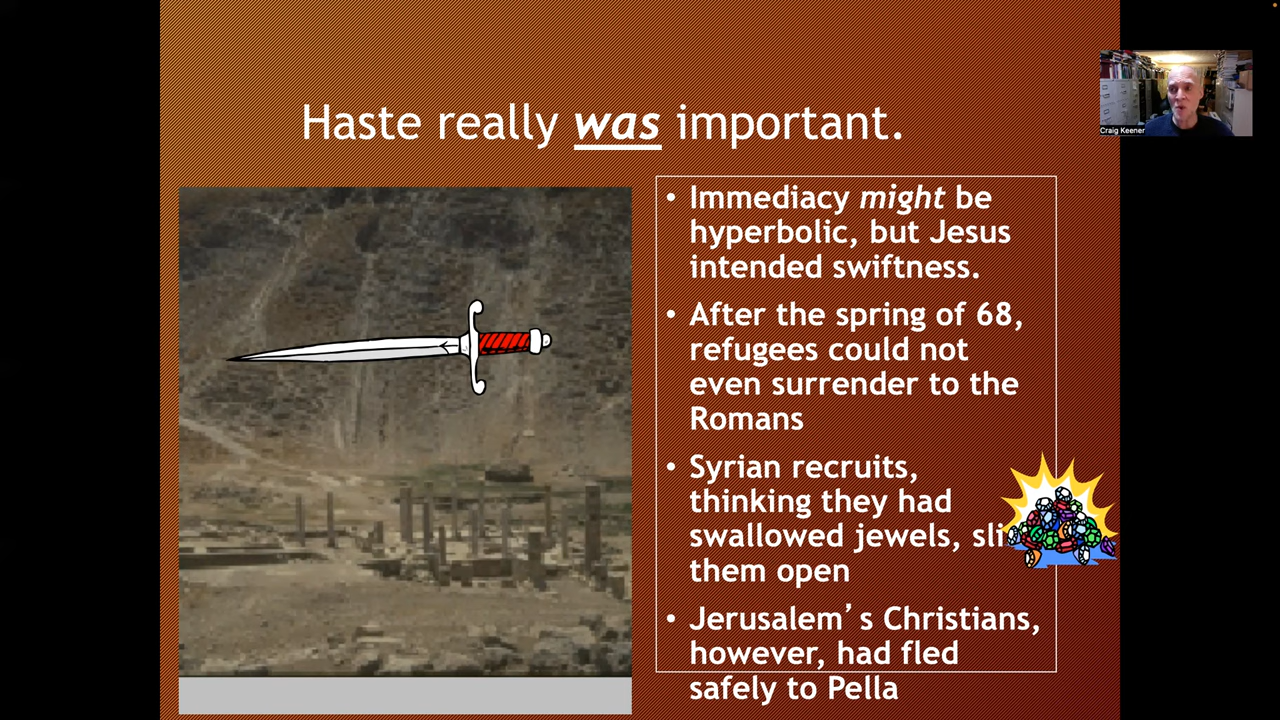 Haste really was important.
Craig Keener
• Immediacy might be
hyperbolic, but Jesus
intended swiftness.
• After the spring of 68,
refugees could not
even surrender to the
Romans
• Syrian recruits,
thinking they had
swallowed jewels, sli
them open
• Jerusalem’s Christians,
however, had fled
safely to Pella